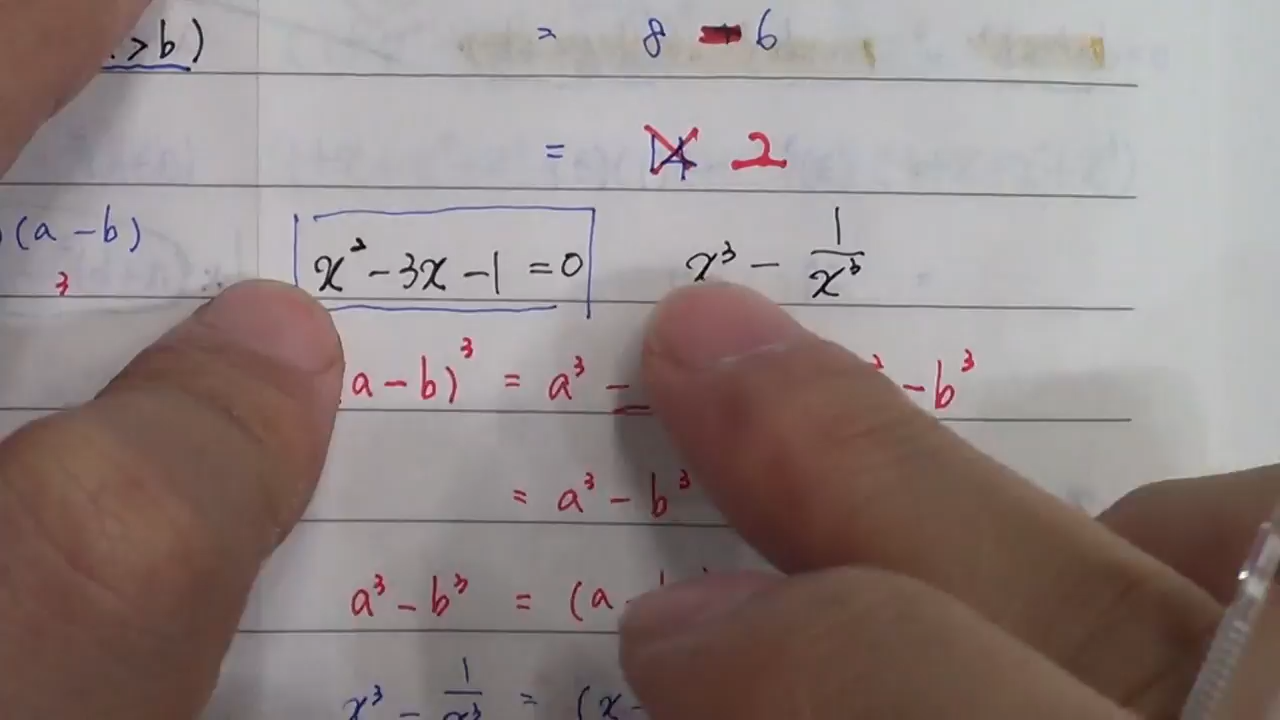 >b) = 8 - 6
= 2
(a - b) x² - 3x - 1 = 0 x³ - 1/x³
3
a - b)³ = a³ - - b³
= a³ - b³
a³ - b³ = (a -
x³ - 1/x³ = (x -